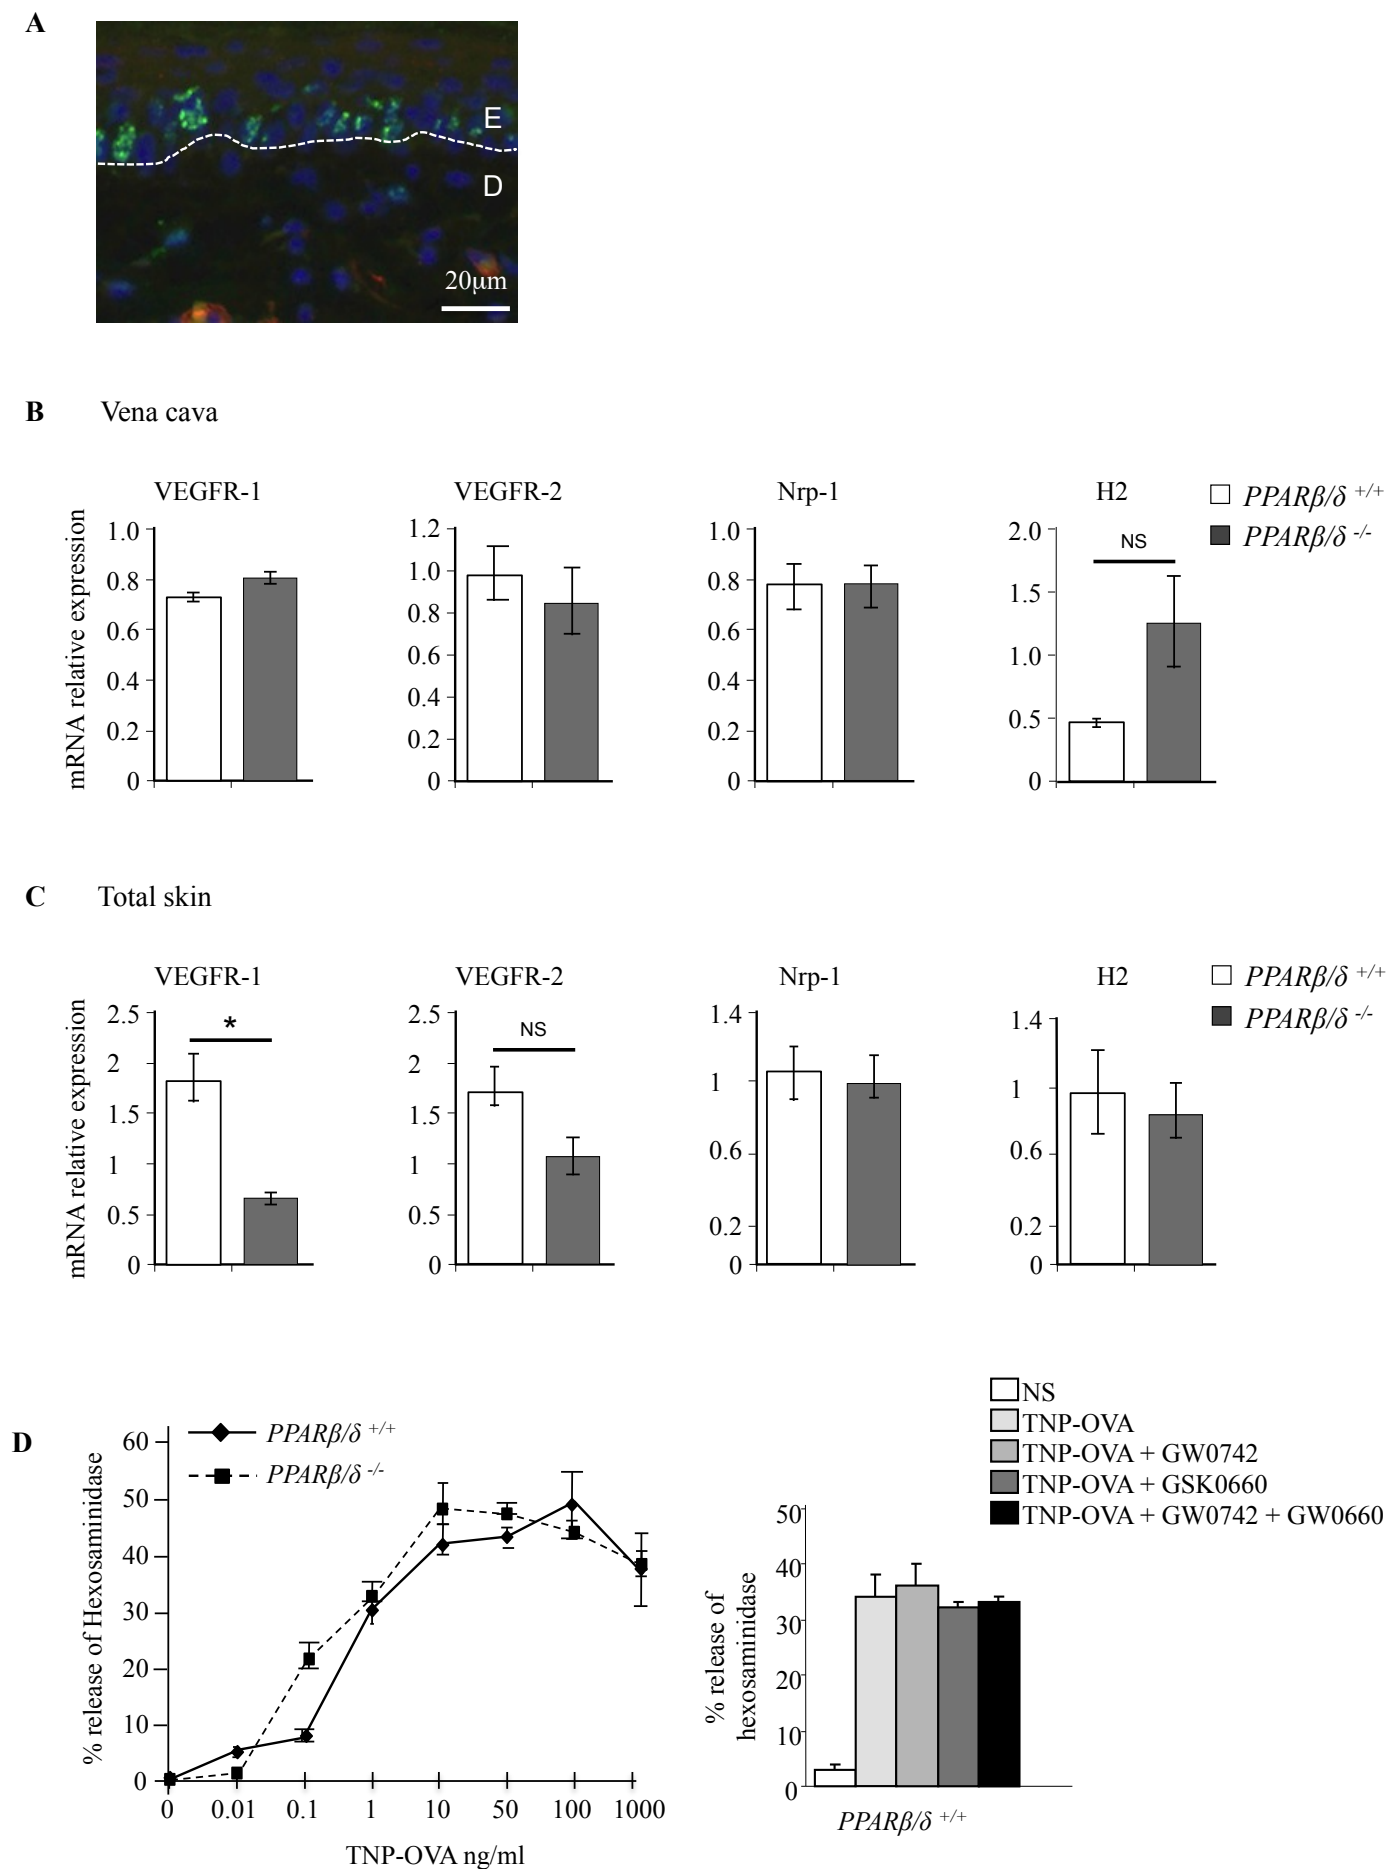 A
E
D
20μm
B Vena cava
VEGFR-1 VEGFR-2 Nrp-1 H2
PPARβ/δ +/+
PPARβ/δ -/-
mRNA relative expression
1.0
0.8
0.6
0.4
0.2
0
1.2
1.0
0.8
0.6
0.4
0.2
0
1.0
0.8
0.6
0.4
0.2
0
2.0
1.5
1.0
0.5
0
NS
C Total skin
VEGFR-1 VEGFR-2 Nrp-1 H2
PPARβ/δ +/+
PPARβ/δ -/-
mRNA relative expression
2.5
2
1.5
1
0.5
0
*
2.5
2
1.5
1
0.5
0
NS
1.4
1
0.6
0.2
0
1.4
1
0.6
0.2
0
D
PPARβ/δ +/+
PPARβ/δ -/-
% release of Hexosaminidase
60
50
40
30
20
10
0
0 0.01 0.1 1 10 50 100 1000
TNP-OVA ng/ml
NS
TNP-OVA
TNP-OVA + GW0742
TNP-OVA + GSK0660
TNP-OVA + GW0742 + GW0660
% release of
hexosaminidase
50
40
30
20
10
0
PPARβ/δ +/+